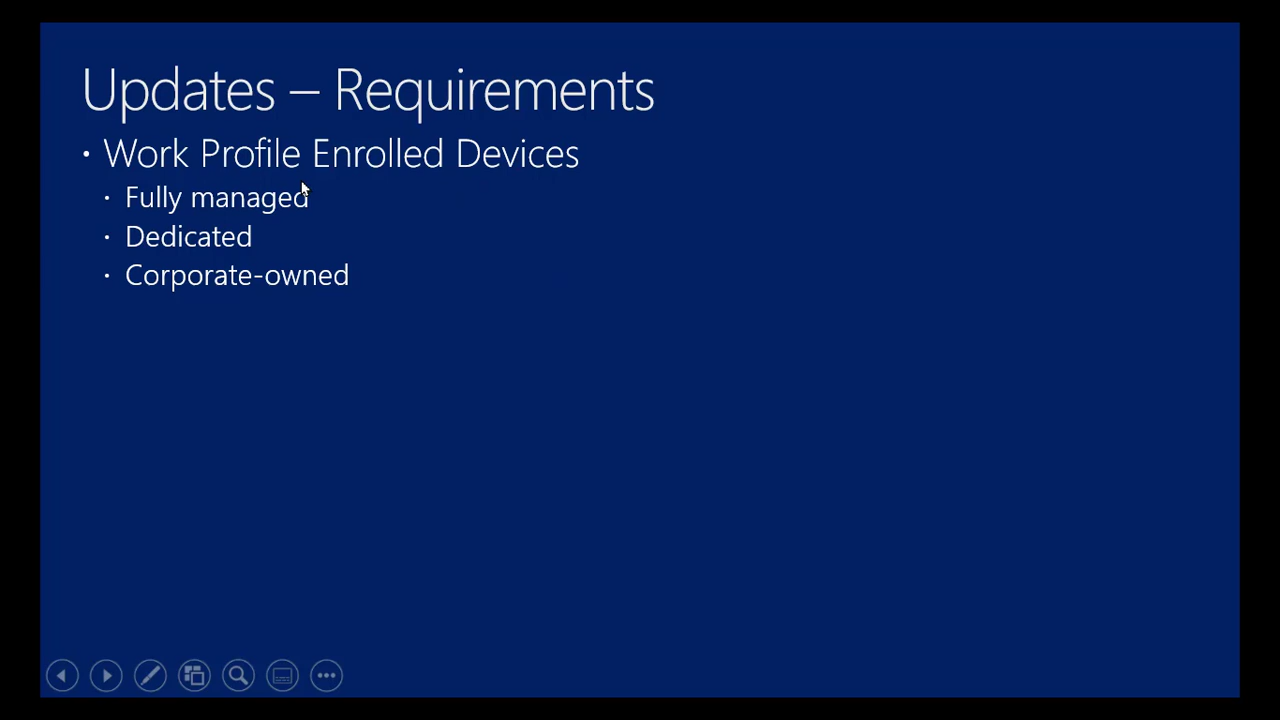 Updates – Requirements
• Work Profile Enrolled Devices
• Fully managed
• Dedicated
• Corporate-owned